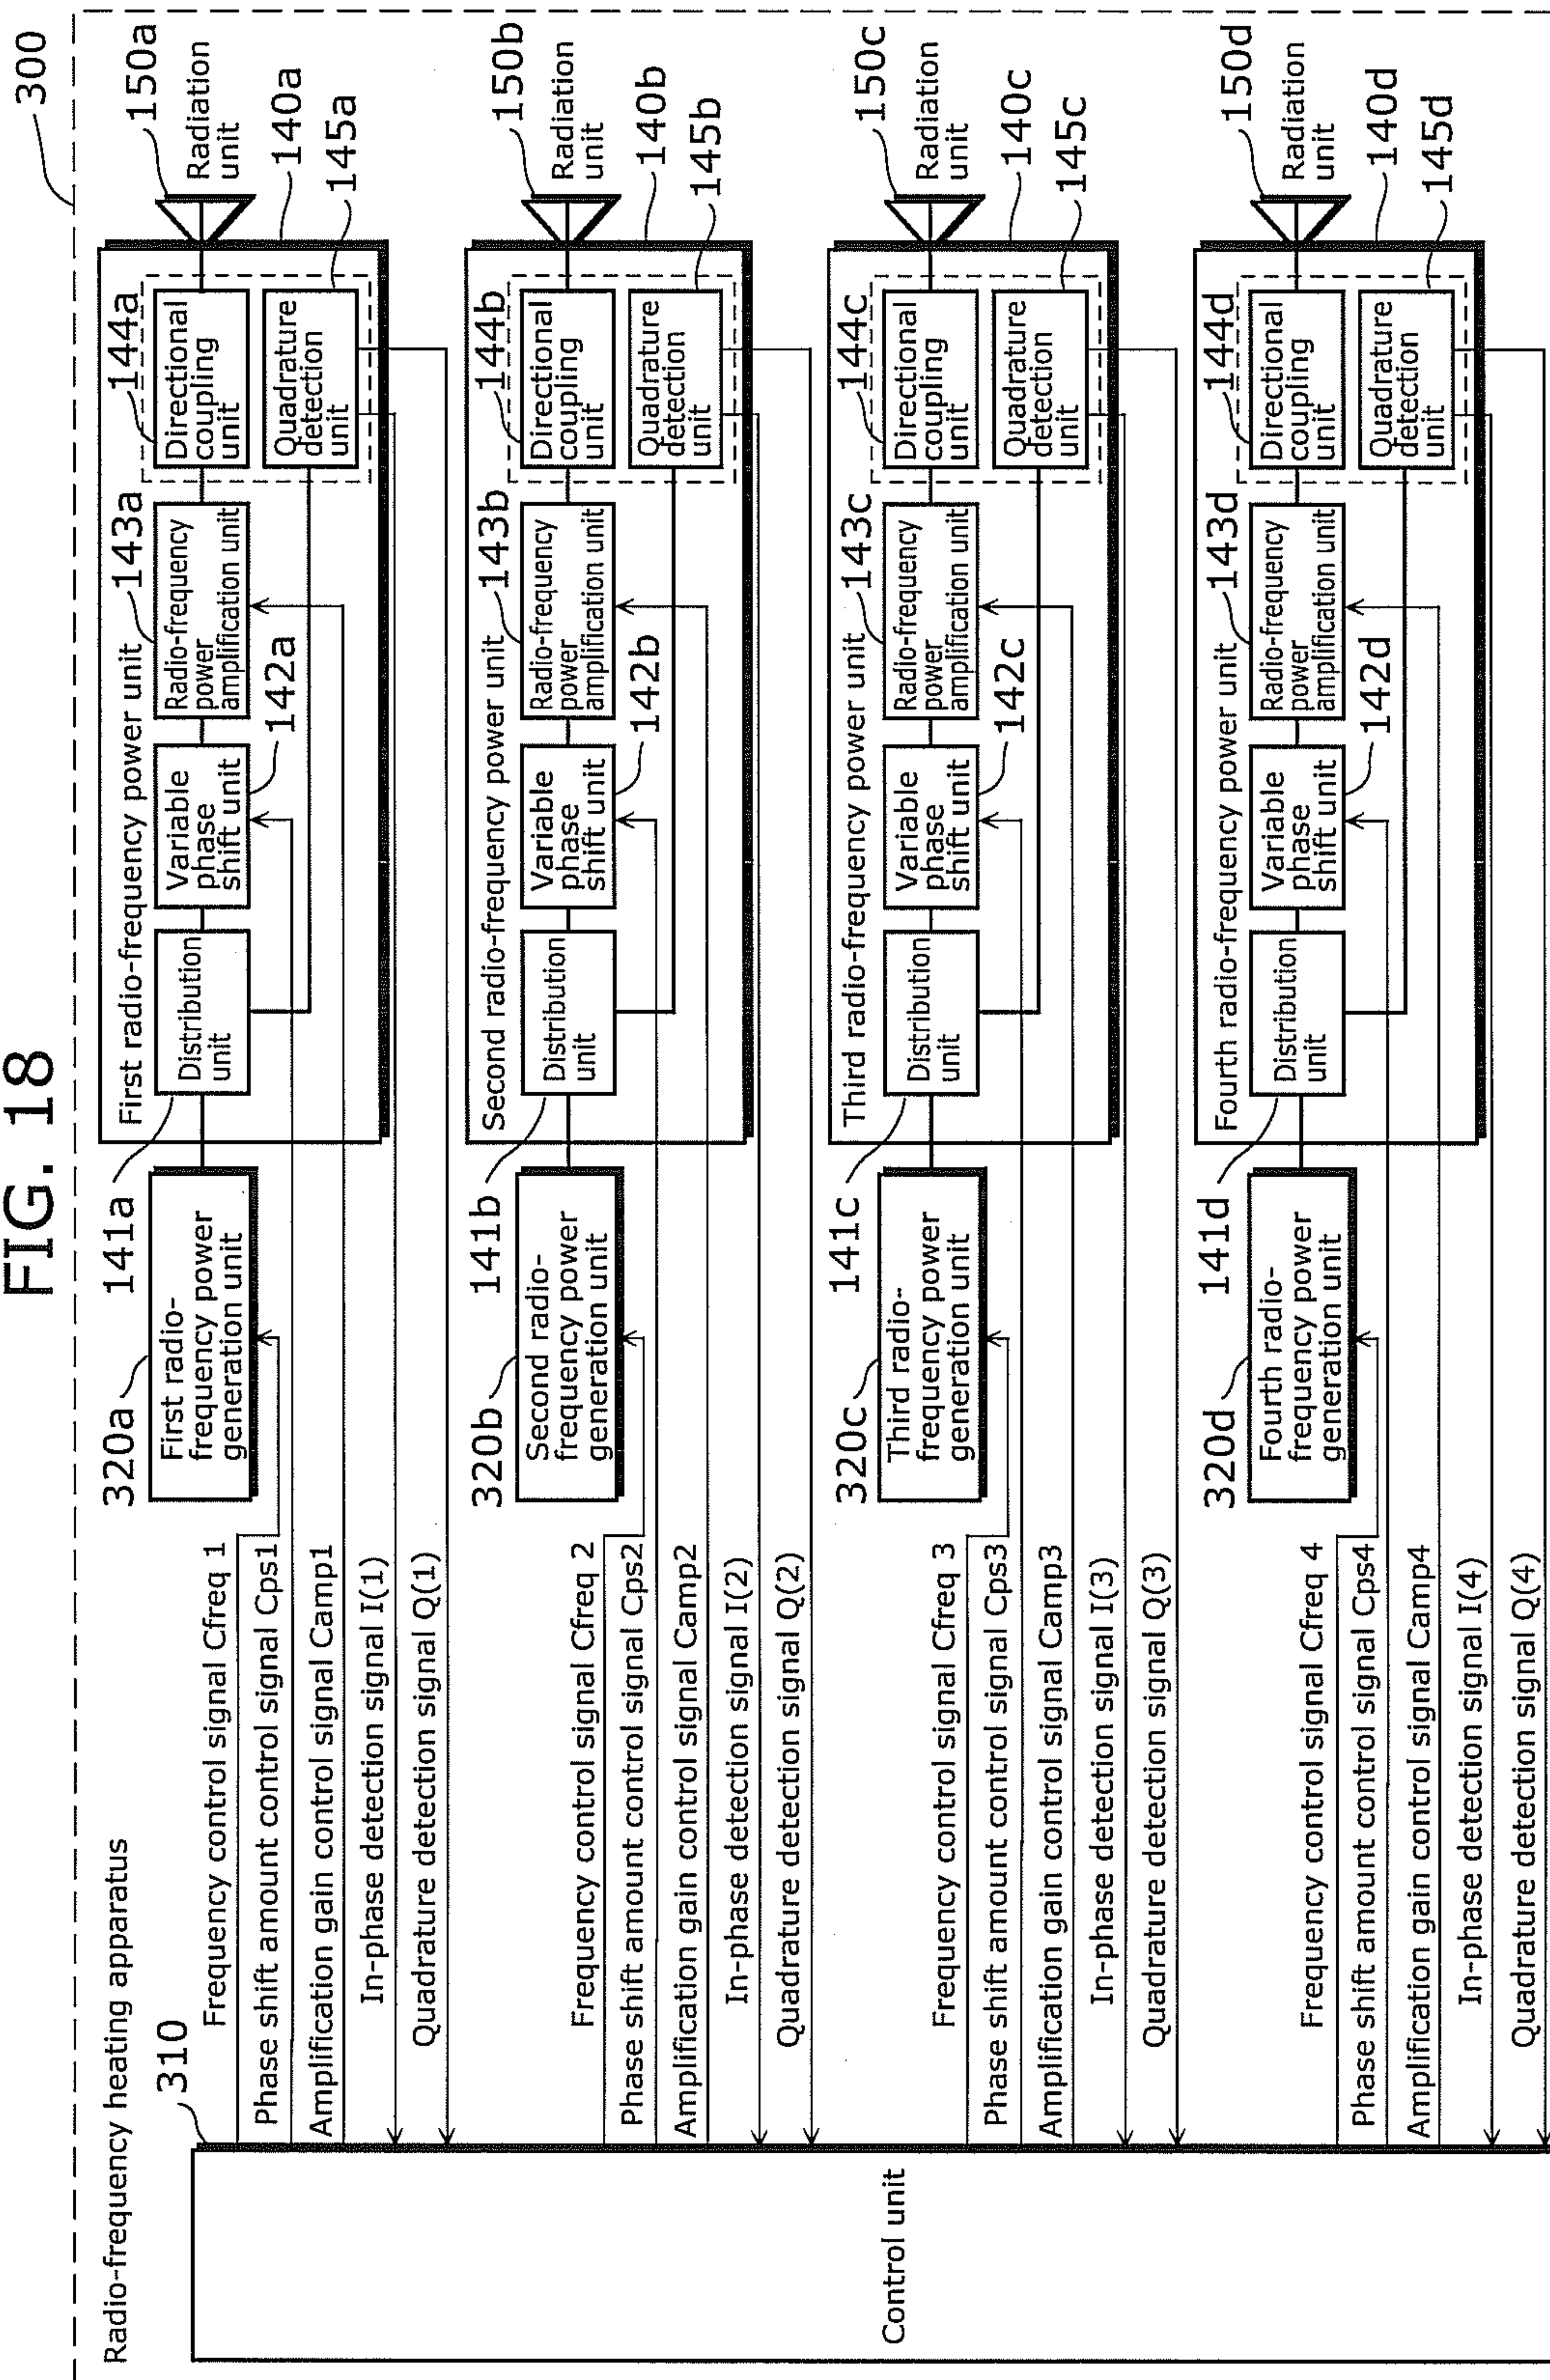 FIG. 18
300
Radio-frequency heating apparatus
310
Control unit
Frequency control signal Cfreq 1
Phase shift amount control signal Cps1
Amplification gain control signal Camp1
In-phase detection signal I(1)
Quadrature detection signal Q(1)
320a
First radio-
frequency power
generation unit
141a
First radio-frequency power unit
Distribution
unit
Variable
phase
shift unit
142a
143a
Radio-frequency
power
amplification unit
144a
Directional
coupling
unit
Quadrature
detection
unit
150a
Radiation
unit
140a
145a
Frequency control signal Cfreq 2
Phase shift amount control signal Cps2
Amplification gain control signal Camp2
In-phase detection signal I(2)
Quadrature detection signal Q(2)
320b
Second radio-
frequency power
generation unit
141b
Second radio-frequency power unit
Distribution
unit
Variable
phase
shift unit
142b
143b
Radio-frequency
power
amplification unit
144b
Directional
coupling
unit
Quadrature
detection
unit
150b
Radiation
unit
140b
145b
Frequency control signal Cfreq 3
Phase shift amount control signal Cps3
Amplification gain control signal Camp3
In-phase detection signal I(3)
Quadrature detection signal Q(3)
320c
Third radio-
frequency power
generation unit
141c
Third radio-frequency power unit
Distribution
unit
Variable
phase
shift unit
142c
143c
Radio-frequency
power
amplification unit
144c
Directional
coupling
unit
Quadrature
detection
unit
150c
Radiation
unit
140c
145c
Frequency control signal Cfreq 4
Phase shift amount control signal Cps4
Amplification gain control signal Camp4
In-phase detection signal I(4)
Quadrature detection signal Q(4)
320d
Fourth radio-
frequency power
generation unit
141d
Fourth radio-frequency power unit
Distribution
unit
Variable
phase
shift unit
142d
143d
Radio-frequency
power
amplification unit
144d
Directional
coupling
unit
Quadrature
detection
unit
150d
Radiation
unit
140d
145d